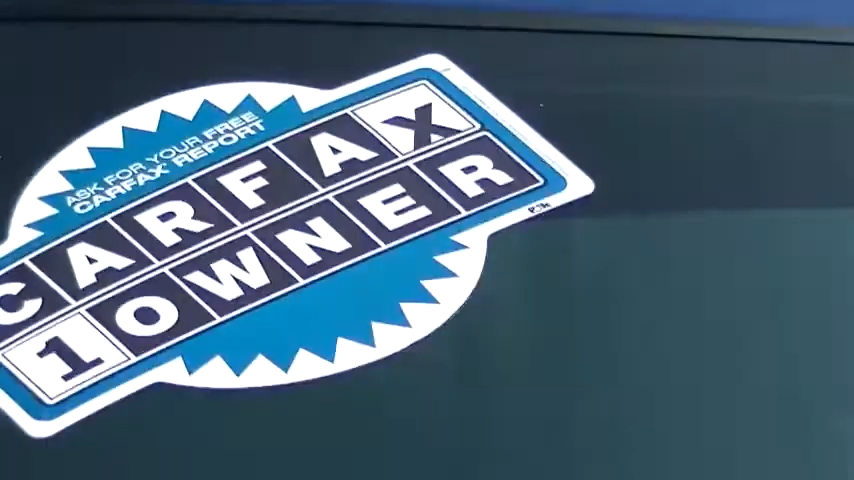 ASK FOR YOUR FREE
CARFAX REPORT
CARFAX
1 OWNER